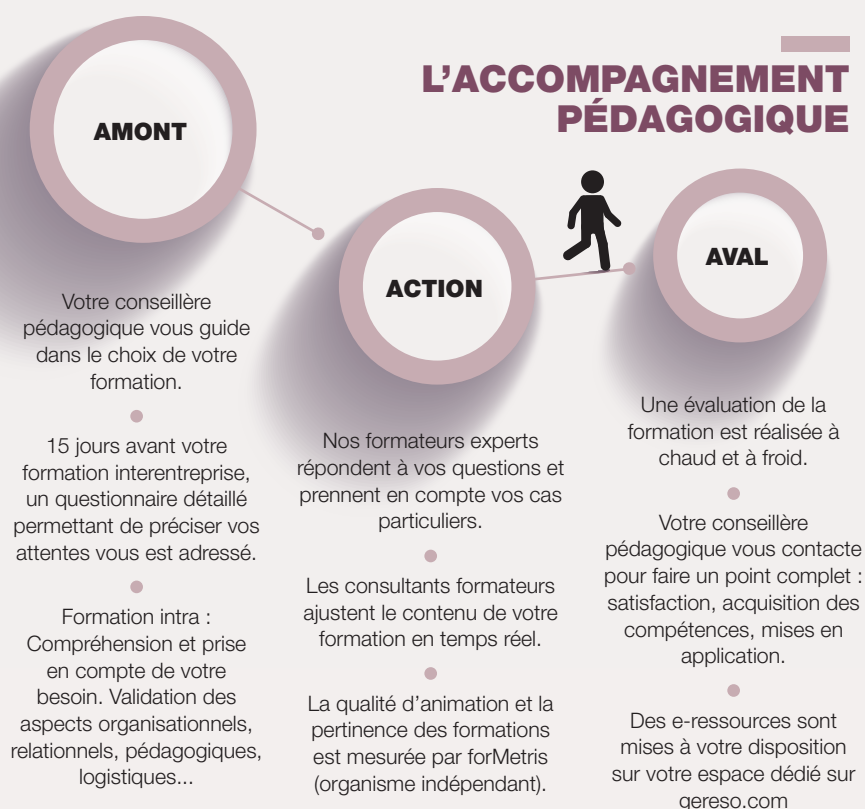 L'ACCOMPAGNEMENT
PÉDAGOGIQUE
AMONT
Votre conseillère
pédagogique vous guide
dans le choix de votre
formation.
15 jours avant votre
formation interentreprise,
un questionnaire détaillé
permettant de préciser vos
attentes vous est adressé.
Formation intra :
Compréhension et prise
en compte de votre
besoin. Validation des
aspects organisationnels,
relationnels, pédagogiques,
logistiques...
ACTION
Nos formateurs experts
répondent à vos questions et
prennent en compte vos cas
particuliers.
Les consultants formateurs
ajustent le contenu de votre
formation en temps réel.
La qualité d'animation et la
pertinence des formations
est mesurée par forMetris
(organisme indépendant).
AVAL
Une évaluation de la
formation est réalisée à
chaud et à froid.
Votre conseillère
pédagogique vous contacte
pour faire un point complet :
satisfaction, acquisition des
compétences, mises en
application.
Des e-ressources sont
mises à votre disposition
sur votre espace dédié sur
gereso.com